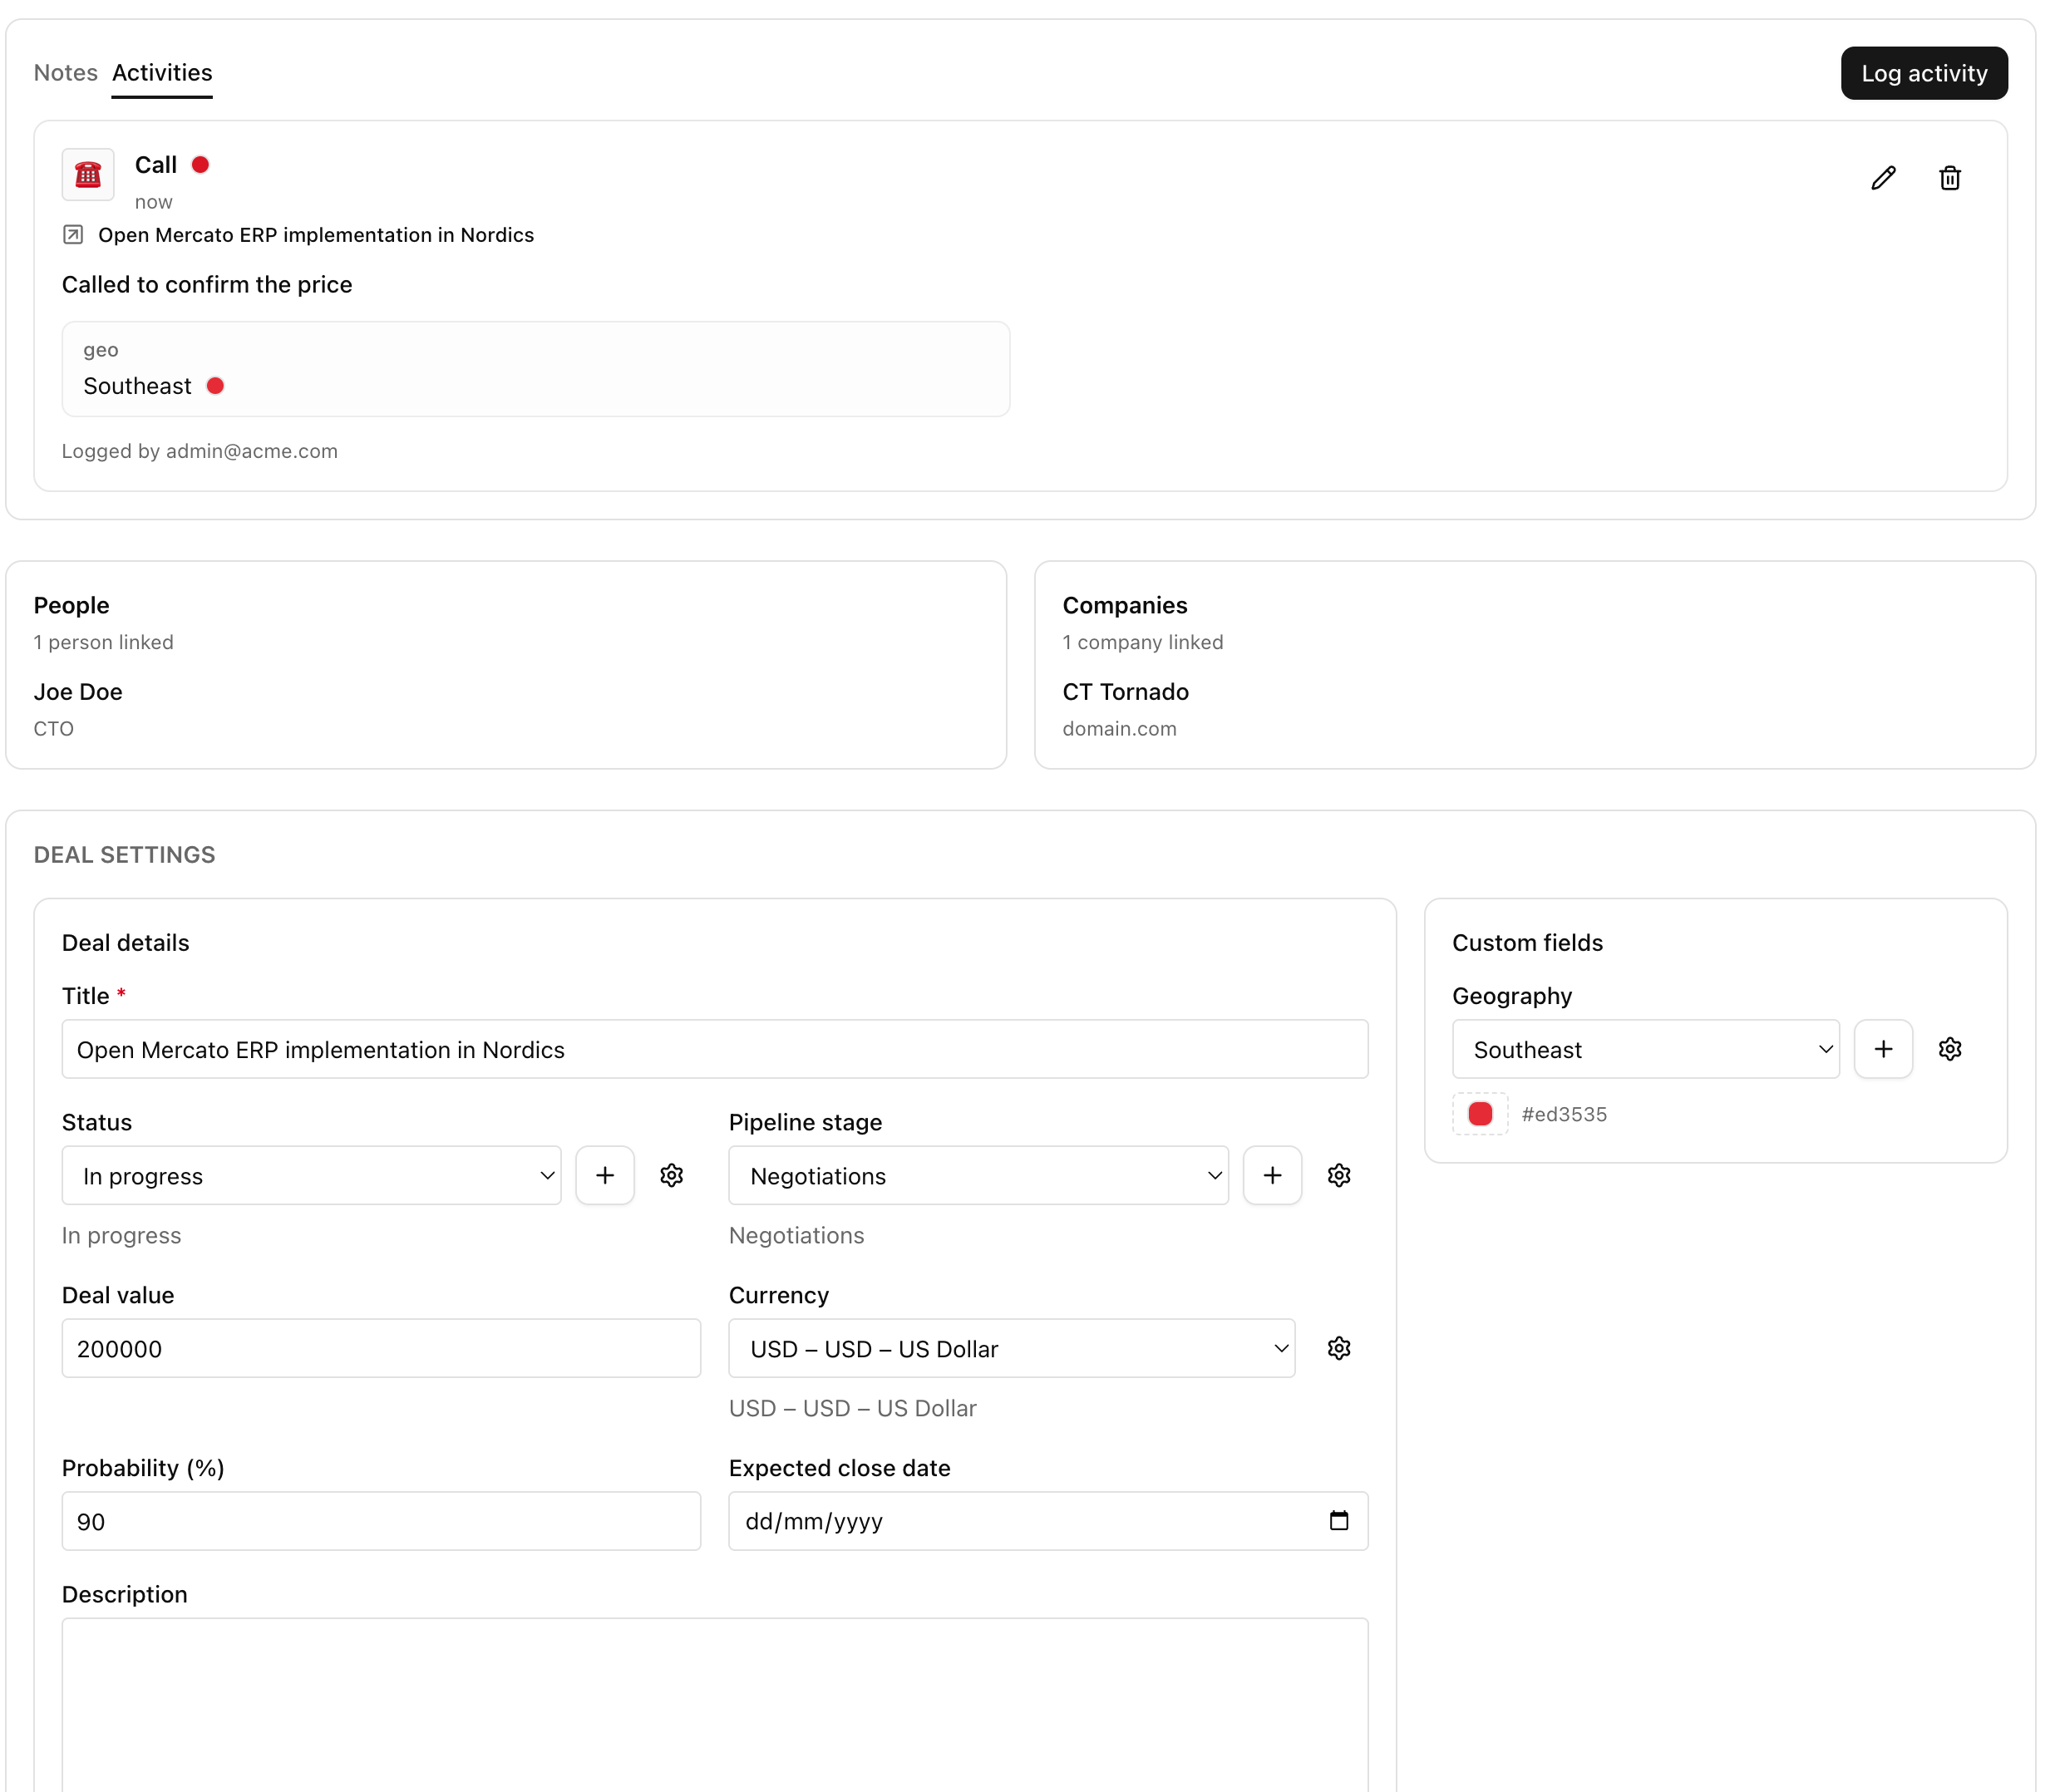 Notes Activities Log activity
Call
now
Open Mercato ERP implementation in Nordics
Called to confirm the price
geo
Southeast
Logged by admin@acme.com
People
1 person linked
Joe Doe
CTO
Companies
1 company linked
CT Tornado
domain.com
DEAL SETTINGS
Deal details
Title *
Open Mercato ERP implementation in Nordics
Status
In progress
In progress
Pipeline stage
Negotiations
Negotiations
Deal value
200000
Currency
USD – USD – US Dollar
USD – USD – US Dollar
Probability (%)
90
Expected close date
dd/mm/yyyy
Description
Custom fields
Geography
Southeast
#ed3535